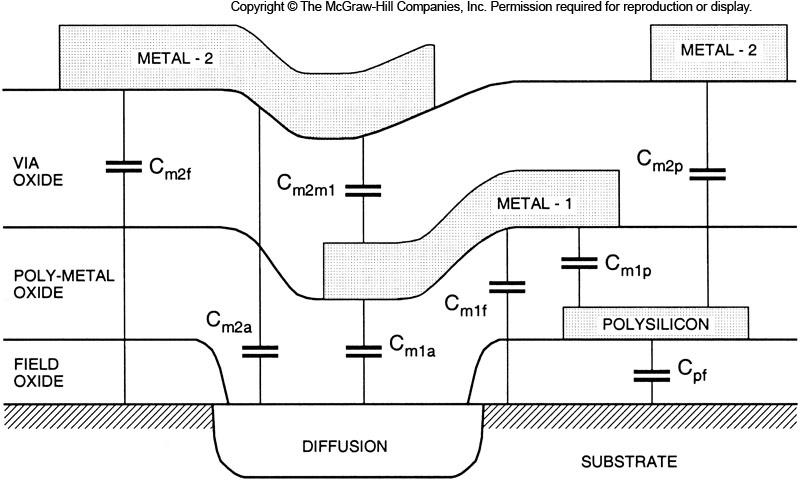 Copyright © The McGraw-Hill Companies, Inc. Permission required for reproduction or display.
METAL - 2
METAL - 2
VIA
OXIDE
Cm2f
Cm2m1
Cm2p
METAL - 1
POLY-METAL
OXIDE
Cm2a
Cm1a
Cm1f
Cm1p
POLYSILICON
FIELD
OXIDE
Cpf
DIFFUSION
SUBSTRATE